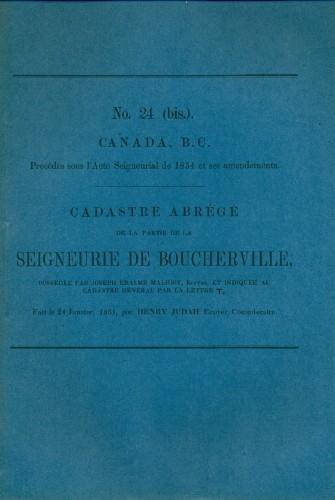 No. 24 (bis.).
CANADA, B.C.
Procédés sous l'Acte Seigneurial de 1854 et ses amendements.
CADASTRE ABRÉGÉ
DE LA PARTIE DE LA
SEIGNEURIE DE BOUCHERVILLE,
POSSÉDÉE PAR JOSEPH ERASME MALHIOT, ET INDIQUÉE AU
CADASTRE GÉNÉRAL PAR LA LETTRE T,
Fait le 24 Janvier, 1861, par HENRY JUDAH Ecuyer, Commissaire